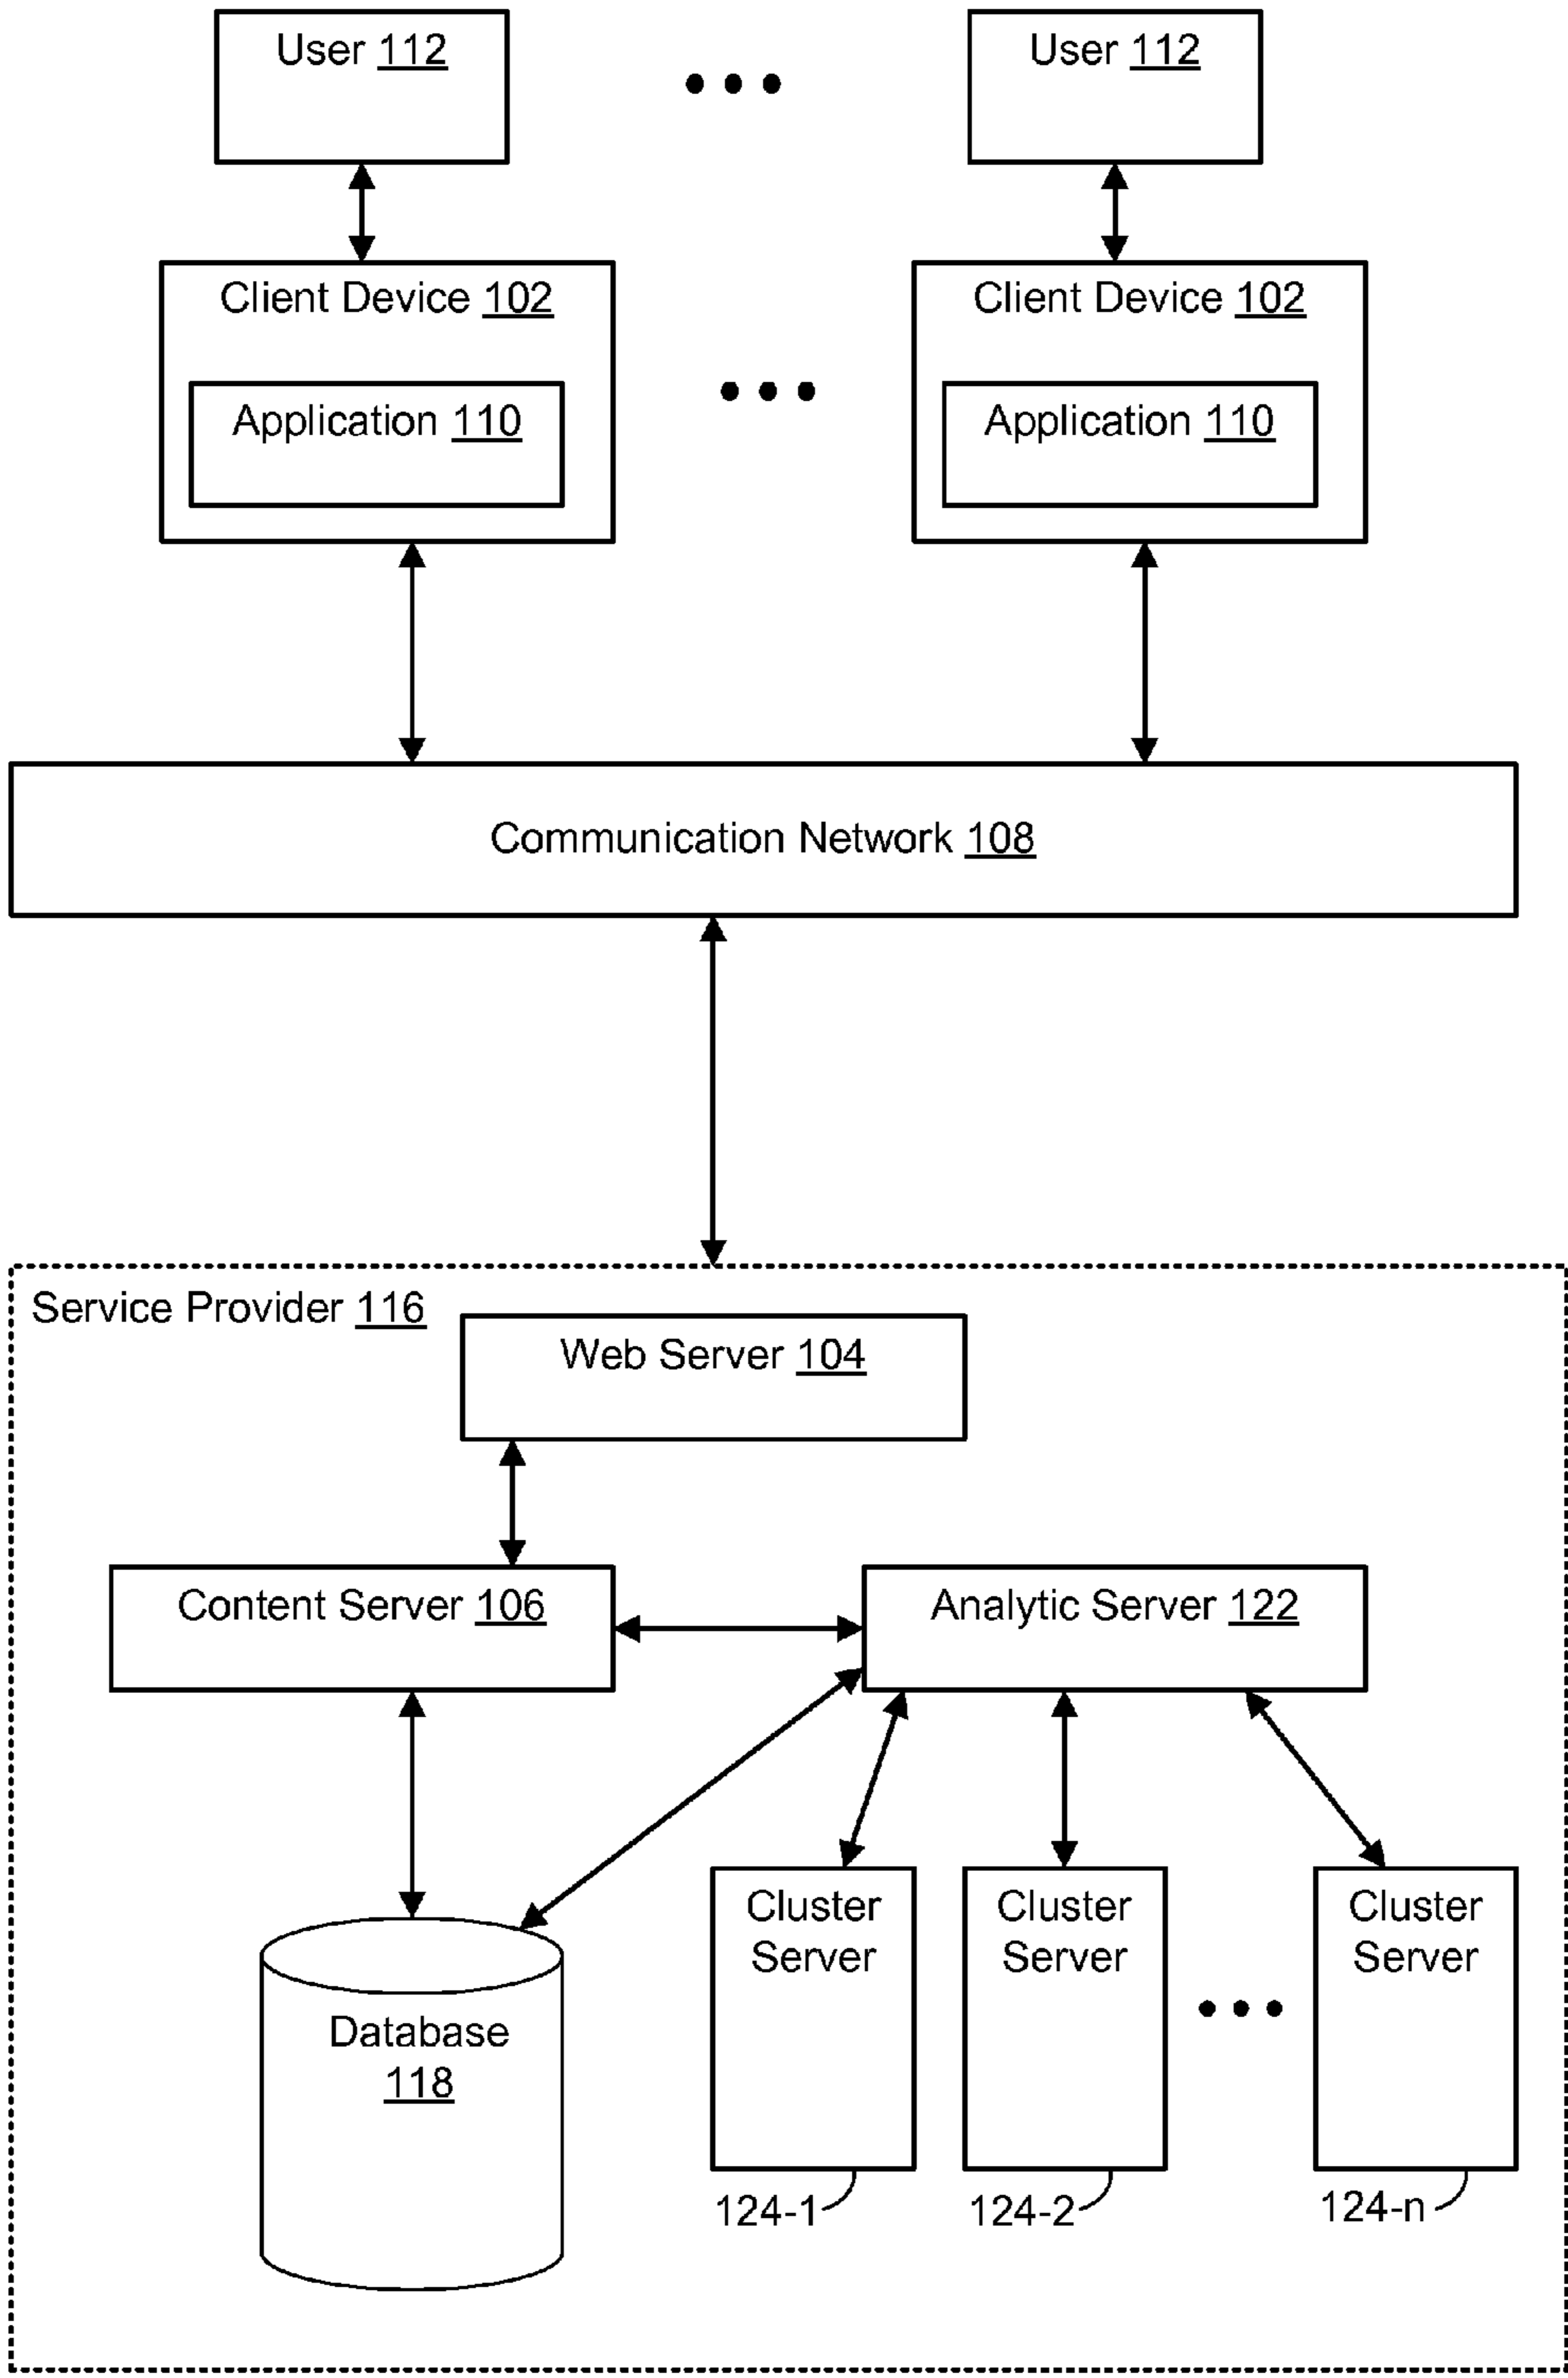 User 112
User 112
Client Device 102
Client Device 102
Application 110
Application 110
Communication Network 108
Service Provider 116
Web Server 104
Content Server 106
Analytic Server 122
Cluster
Server
Cluster
Server
Cluster
Server
Database
118
124-1
124-2
124-n